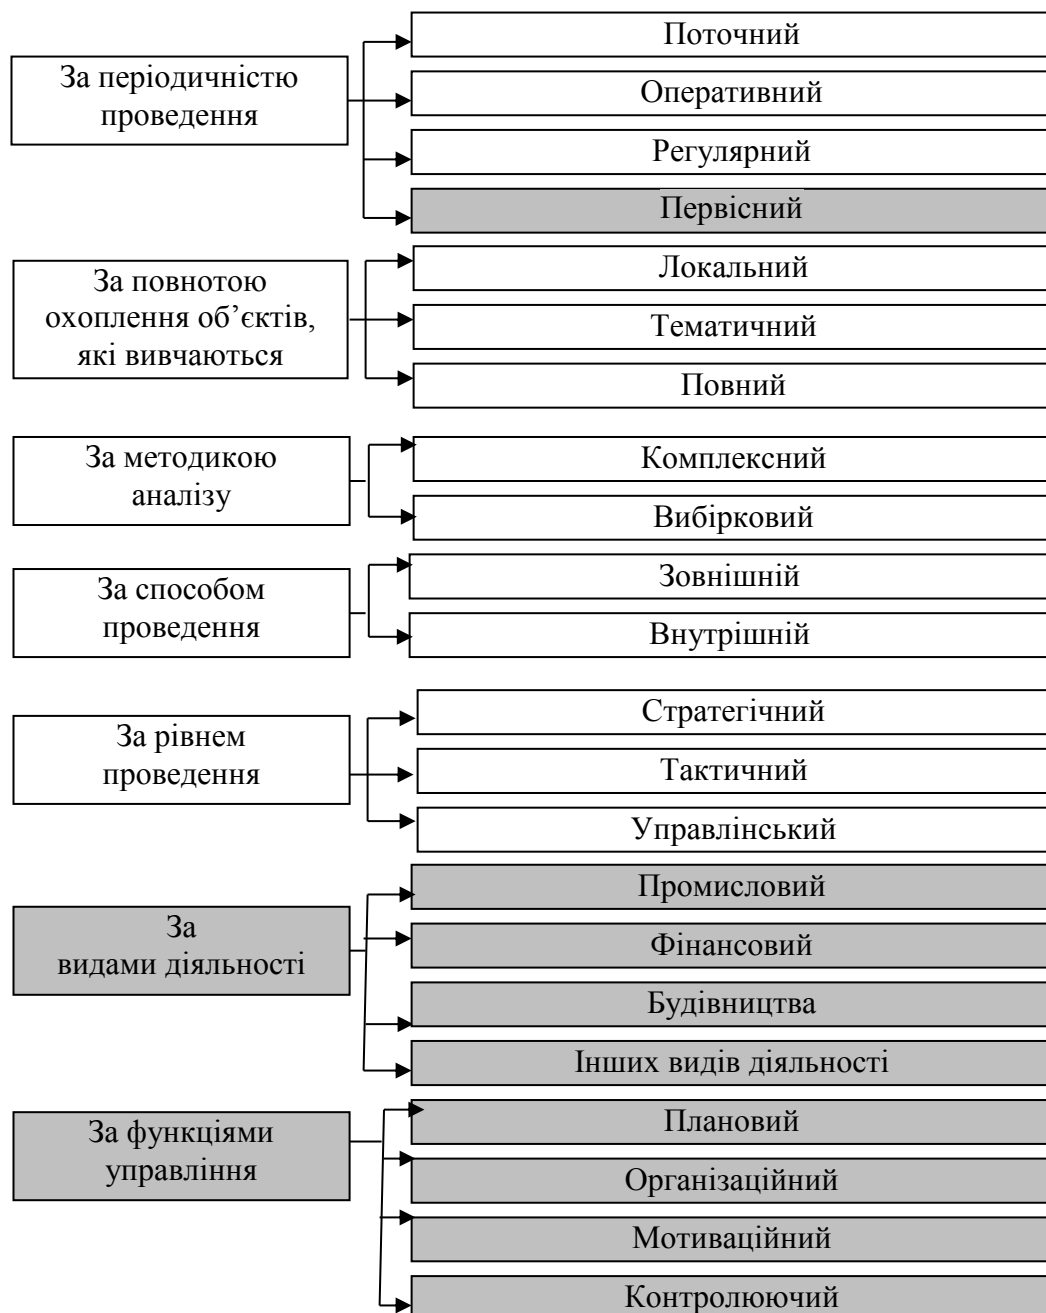 За періодичністю
проведення
Поточний
Оперативний
Регулярний
Первісний
За повнотою
охоплення об’єктів,
які вивчаються
Локальний
Тематичний
Повний
За методикою
аналізу
Комплексний
Вибірковий
За способом
проведення
Зовнішній
Внутрішній
За рівнем
проведення
Стратегічний
Тактичний
Управлінський
За
видами діяльності
Промисловий
Фінансовий
Будівництва
Інших видів діяльності
За функціями
управління
Плановий
Організаційний
Мотиваційний
Контролюючий